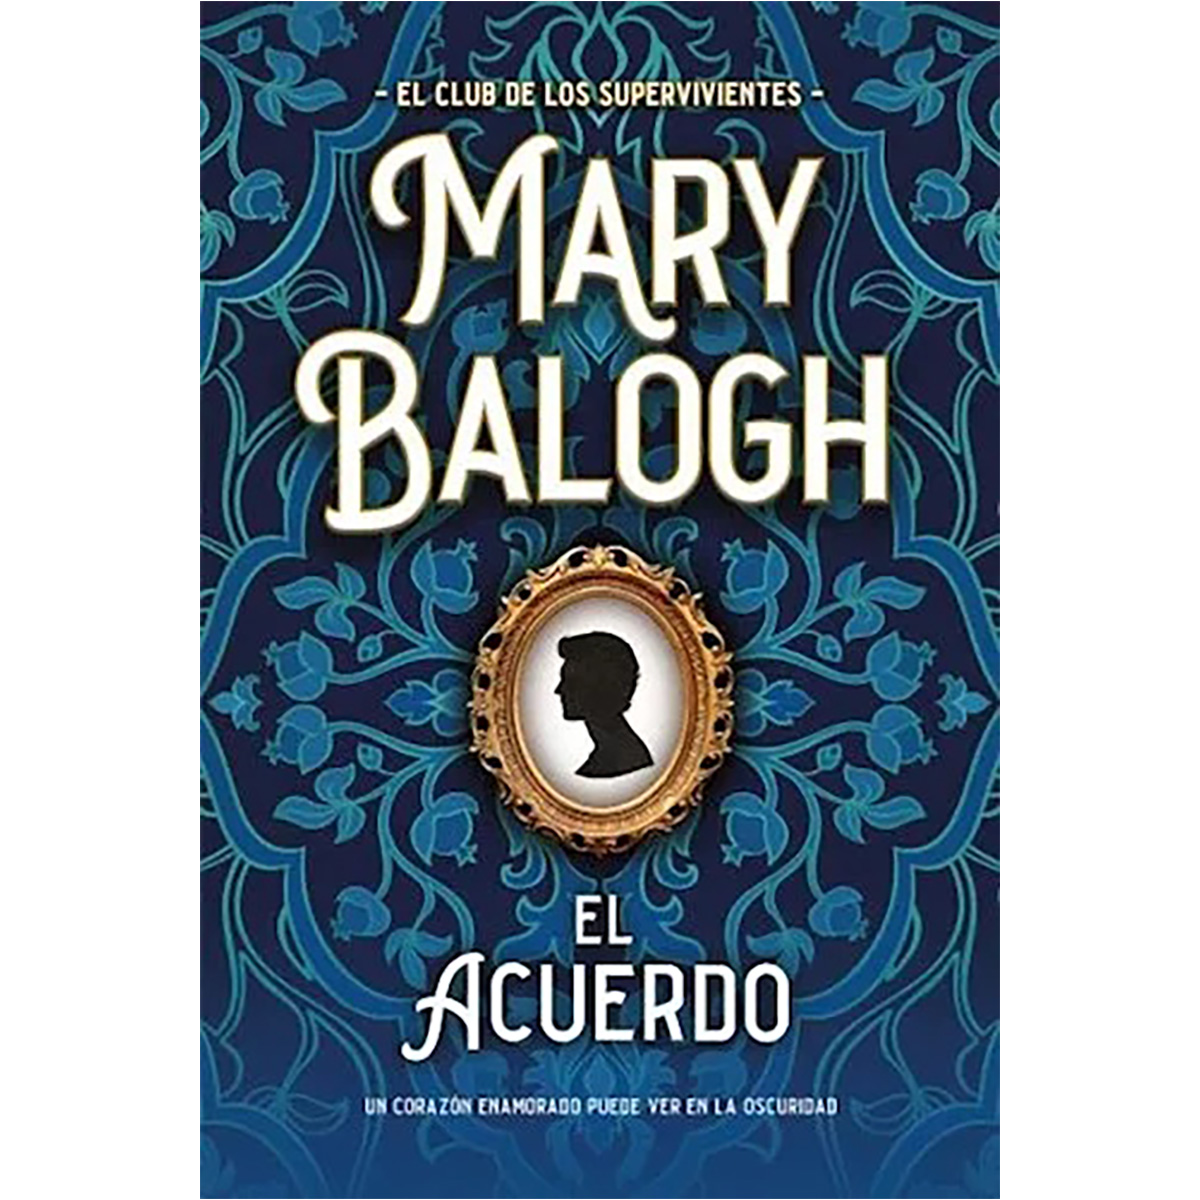 - EL CLUB DE LOS SUPERVIVIENTES -
MARY
BALOGH
EL
ACUERDO
UN CORAZÓN ENAMORADO PUEDE VER EN LA OSCURIDAD